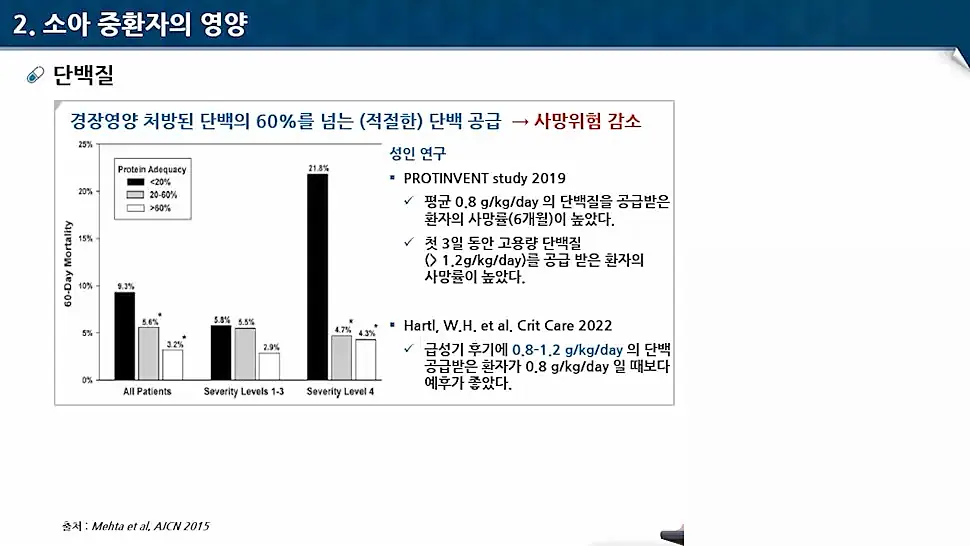 2. 소아 중환자의 영양
단백질
경장영양 처방된 단백의 60%를 넘는 (적절한) 단백 공급 → 사망위험 감소
25%
20%
15%
10%
5%
0%
60-Day Mortality
Protein Adequacy
<20%
20-60%
>60%
9.3%
5.6%*
3.2%*
5.8%
5.5%
2.9%
21.8%
4.7%*
4.3%*
All Patients
Severity Levels 1-3
Severity Level 4
성인 연구
▪ PROTINVENT study 2019
✓ 평균 0.8 g/kg/day 의 단백질을 공급받은
환자의 사망률(6개월)이 높았다.
✓ 첫 3일 동안 고용량 단백질
(> 1.2g/kg/day)를 공급 받은 환자의
사망률이 높았다.
▪ Hartl, W.H. et al. Crit Care 2022
✓ 급성기 후기에 0.8-1.2 g/kg/day 의 단백
공급받은 환자가 0.8 g/kg/day 일 때보다
예후가 좋았다.
출처 : Mehta et al, AJCN 2015